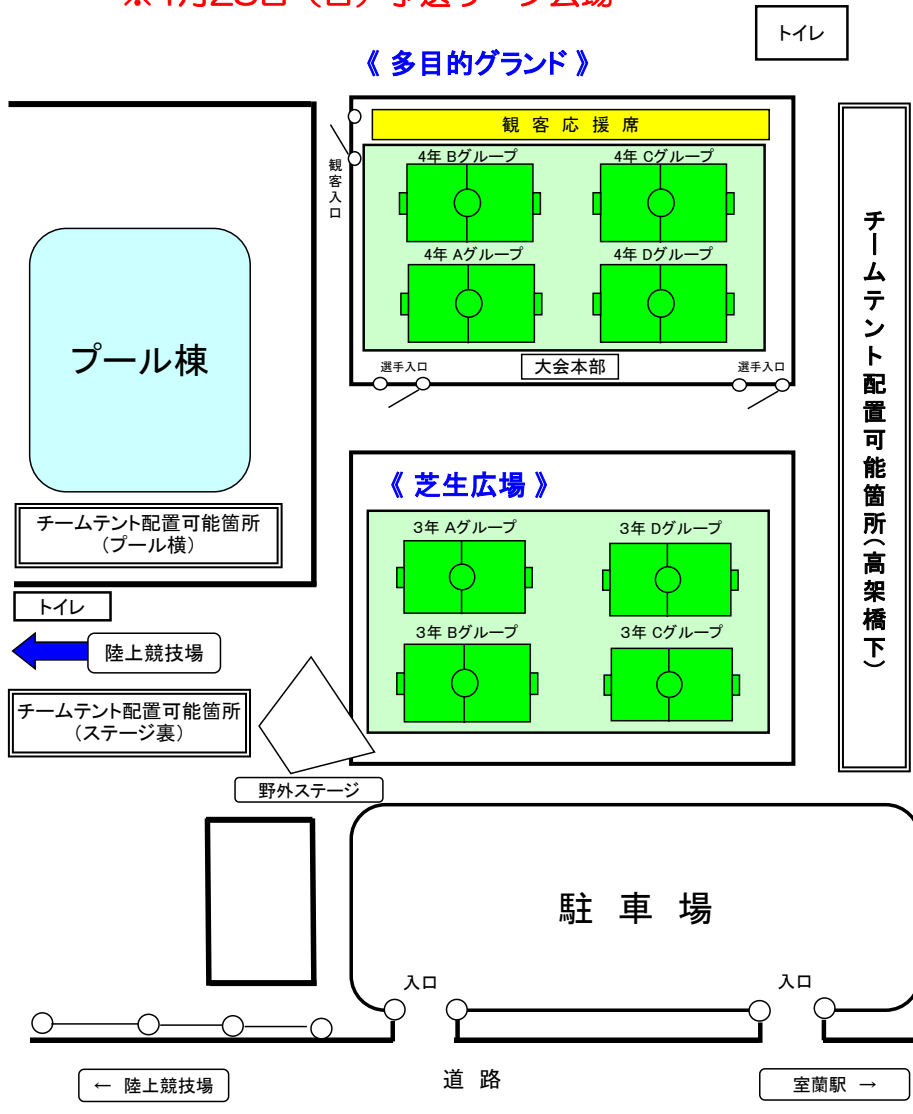 トイレ
《 多目的グランド 》
観 客 応 援 席
観客入口
4年 Bグループ
4年 Cグループ
4年 Aグループ
4年 Dグループ
選手入口
大会本部
選手入口
プール棟
チームテント配置可能箇所(高架橋下)
《 芝生広場 》
チームテント配置可能箇所
(プール横)
3年 Aグループ
3年 Dグループ
トイレ
3年 Bグループ
3年 Cグループ
陸上競技場
チームテント配置可能箇所
(ステージ裏)
野外ステージ
駐 車 場
入口
入口
← 陸上競技場
道 路
室蘭駅 →